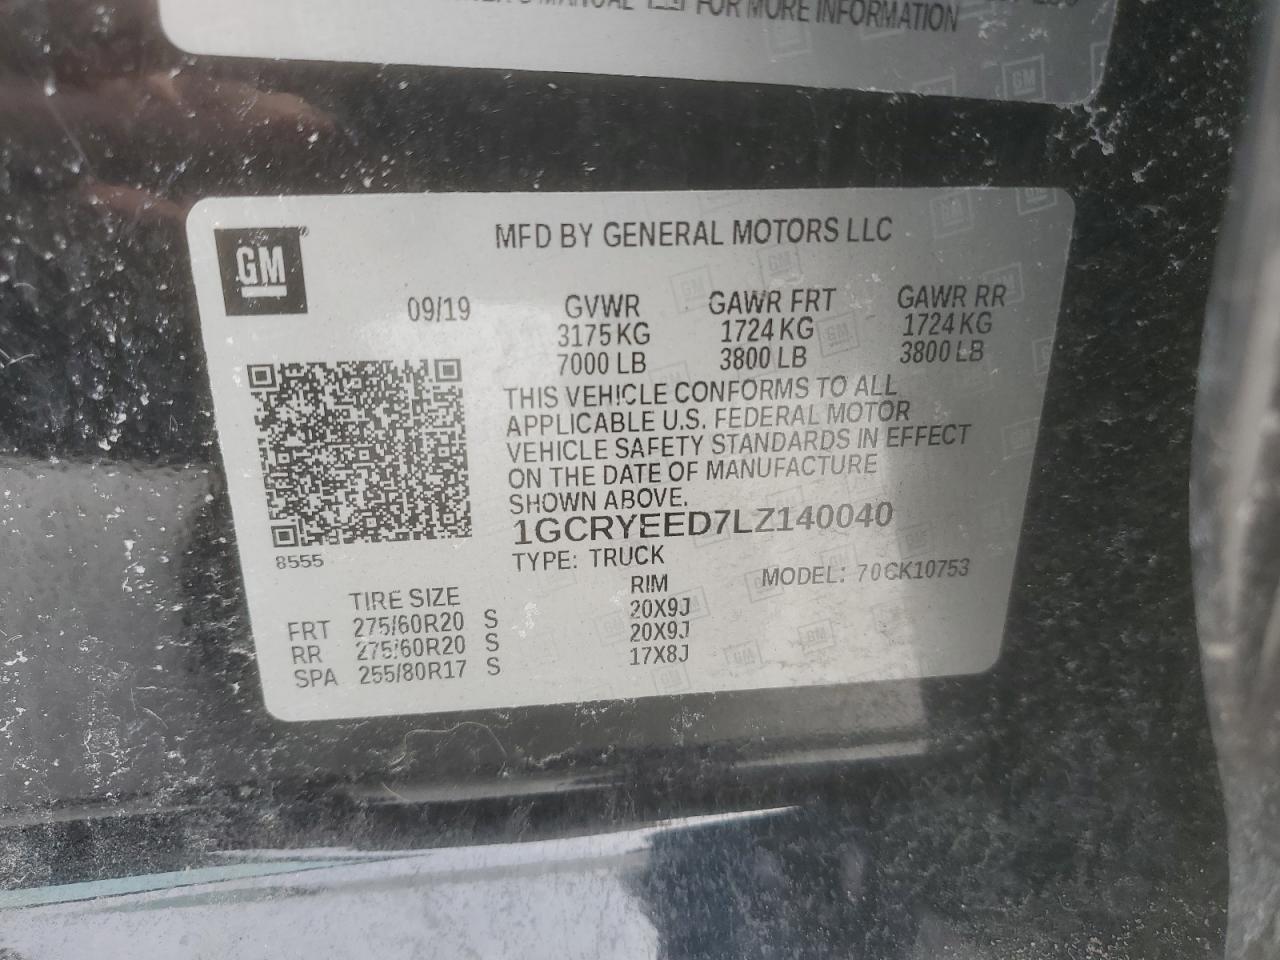 MANUAL FOR MORE INFORMATION
GM
MFD BY GENERAL MOTORS LLC
09/19 GVWR GAWR FRT GAWR RR
3175 KG 1724 KG 1724 KG
7000 LB 3800 LB 3800 LB
THIS VEHICLE CONFORMS TO ALL
APPLICABLE U.S. FEDERAL MOTOR
VEHICLE SAFETY STANDARDS IN EFFECT
ON THE DATE OF MANUFACTURE
SHOWN ABOVE.
1GCRYEED7LZ140040
8555
TYPE: TRUCK
MODEL: 70CK10753
TIRE SIZE RIM
FRT 275/60R20 S 20X9J
RR 275/60R20 S 20X9J
SPA 255/80R17 S 17X8J